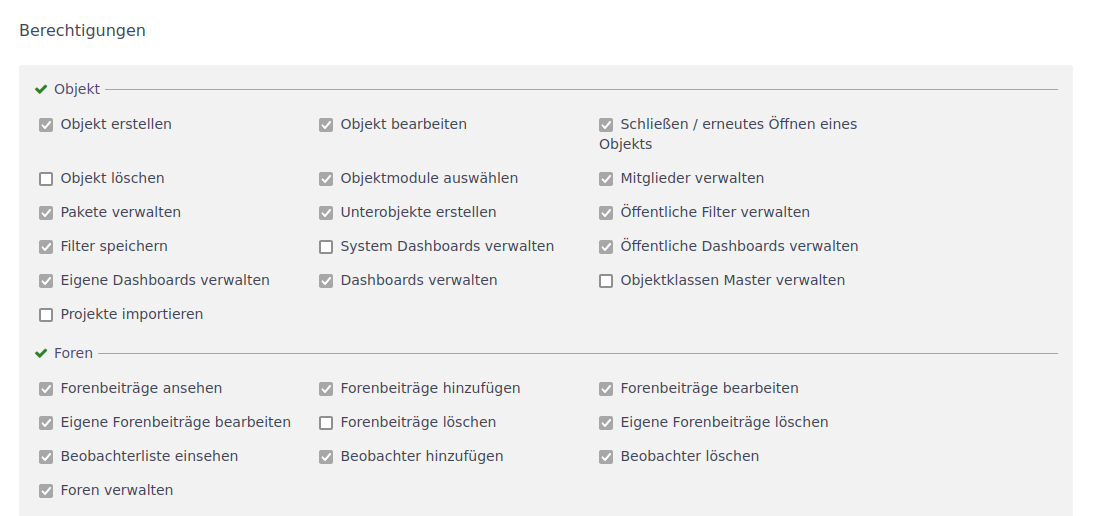 Berechtigungen
Objekt
Objekt erstellen
Objekt bearbeiten
Schließen / erneutes Öffnen eines
Objekts
Objekt löschen
Objektmodule auswählen
Mitglieder verwalten
Pakete verwalten
Unterobjekte erstellen
Öffentliche Filter verwalten
Filter speichern
System Dashboards verwalten
Öffentliche Dashboards verwalten
Eigene Dashboards verwalten
Dashboards verwalten
Objektklassen Master verwalten
Projekte importieren
Foren
Forenbeiträge ansehen
Forenbeiträge hinzufügen
Forenbeiträge bearbeiten
Eigene Forenbeiträge bearbeiten
Forenbeiträge löschen
Eigene Forenbeiträge löschen
Beobachterliste einsehen
Beobachter hinzufügen
Beobachter löschen
Foren verwalten